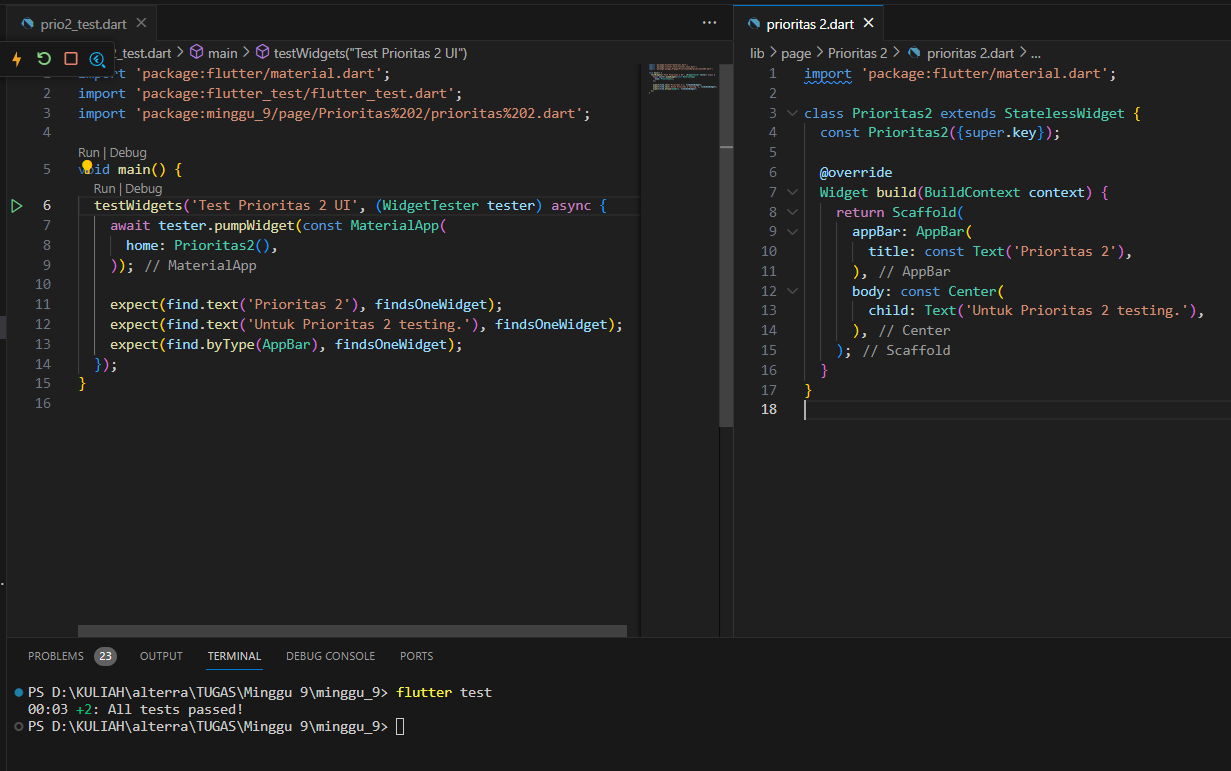 prio2_test.dart
_test.dart > main > testWidgets("Test Prioritas 2 UI")
import 'package:flutter/material.dart';
2 import 'package:flutter_test/flutter_test.dart';
3 import 'package:minggu_9/page/Prioritas%202/prioritas%202.dart';
4
Run | Debug
5 void main() {
Run | Debug
6 testWidgets('Test Prioritas 2 UI', (WidgetTester tester) async {
7 await tester.pumpWidget(const MaterialApp(
8 home: Prioritas2(),
9 )); // MaterialApp
10
11 expect(find.text('Prioritas 2'), findsOneWidget);
12 expect(find.text('Untuk Prioritas 2 testing.'), findsOneWidget);
13 expect(find.byType(AppBar), findsOneWidget);
14 });
15 }
16
prioritas 2.dart
lib > page > Prioritas 2 > prioritas 2.dart > ...
1 import 'package:flutter/material.dart';
2
3 class Prioritas2 extends StatelessWidget {
4 const Prioritas2({super.key});
5
6 @override
7 Widget build(BuildContext context) {
8 return Scaffold(
9 appBar: AppBar(
10 title: const Text('Prioritas 2'),
11 ), // AppBar
12 body: const Center(
13 child: Text('Untuk Prioritas 2 testing.'),
14 ), // Center
15 ); // Scaffold
16 }
17 }
18
PROBLEMS 23 OUTPUT TERMINAL DEBUG CONSOLE PORTS
PS D:\KULIAH\alterra\TUGAS\Minggu 9\minggu_9> flutter test
00:03 +2: All tests passed!
PS D:\KULIAH\alterra\TUGAS\Minggu 9\minggu_9>